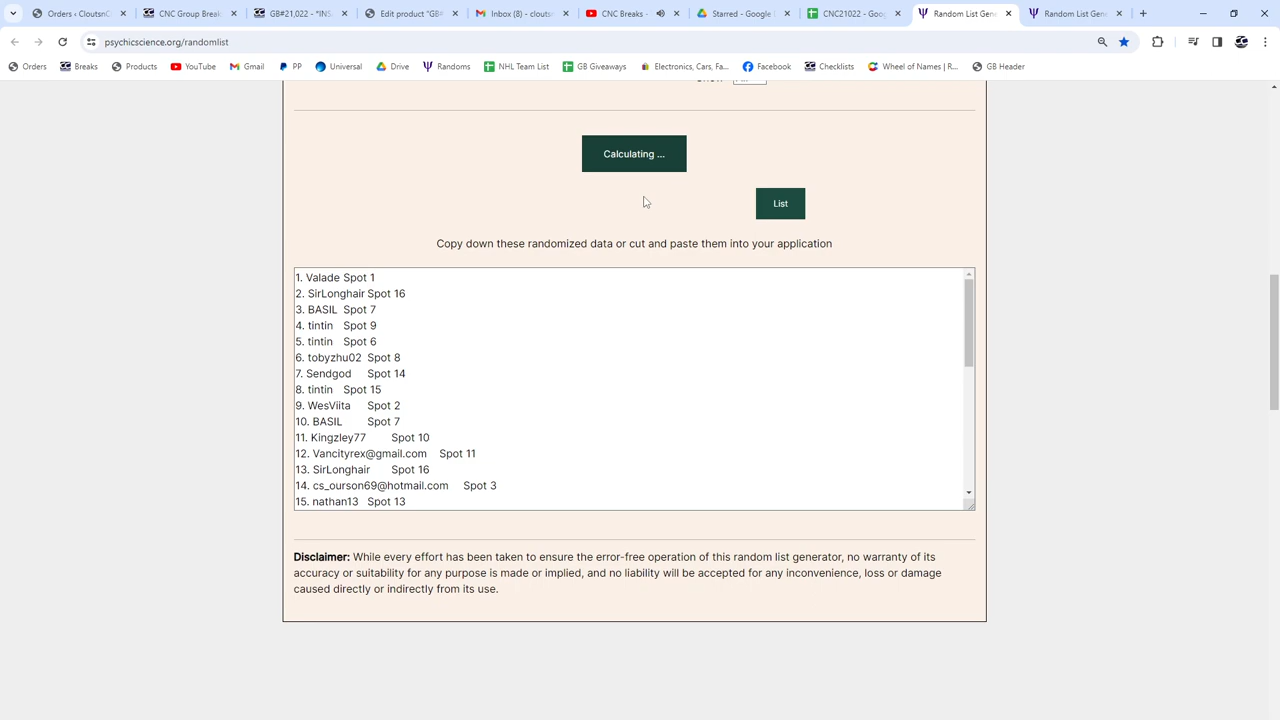 Orders ‹ CloutsnC
CNC Group Break
GB#21,022 - "INS
Edit product "GB
Inbox (8) - clouts
CNC Breaks -
Starred - Google
CNC21022 - Goo
Random List Gene
Random List Gene
psychicscience.org/randomlist
Orders Breaks Products YouTube Gmail PP Universal Drive Randoms NHL Team List GB Giveaways Electronics, Cars, Fa... Facebook Checklists Wheel of Names | R... GB Header
Calculating ...
List
Copy down these randomized data or cut and paste them into your application
1. Valade Spot 1
2. SirLonghair Spot 16
3. BASIL Spot 7
4. tintin Spot 9
5. tintin Spot 6
6. tobyzhu02 Spot 8
7. Sendgod Spot 14
8. tintin Spot 15
9. WesViita Spot 2
10. BASIL Spot 7
11. Kingzley77 Spot 10
12. Vancityrex@gmail.com Spot 11
13. SirLonghair Spot 16
14. cs_ourson69@hotmail.com Spot 3
15. nathan13 Spot 13
Disclaimer: While every effort has been taken to ensure the error-free operation of this random list generator, no warranty of its
accuracy or suitability for any purpose is made or implied, and no liability will be accepted for any inconvenience, loss or damage
caused directly or indirectly from its use.